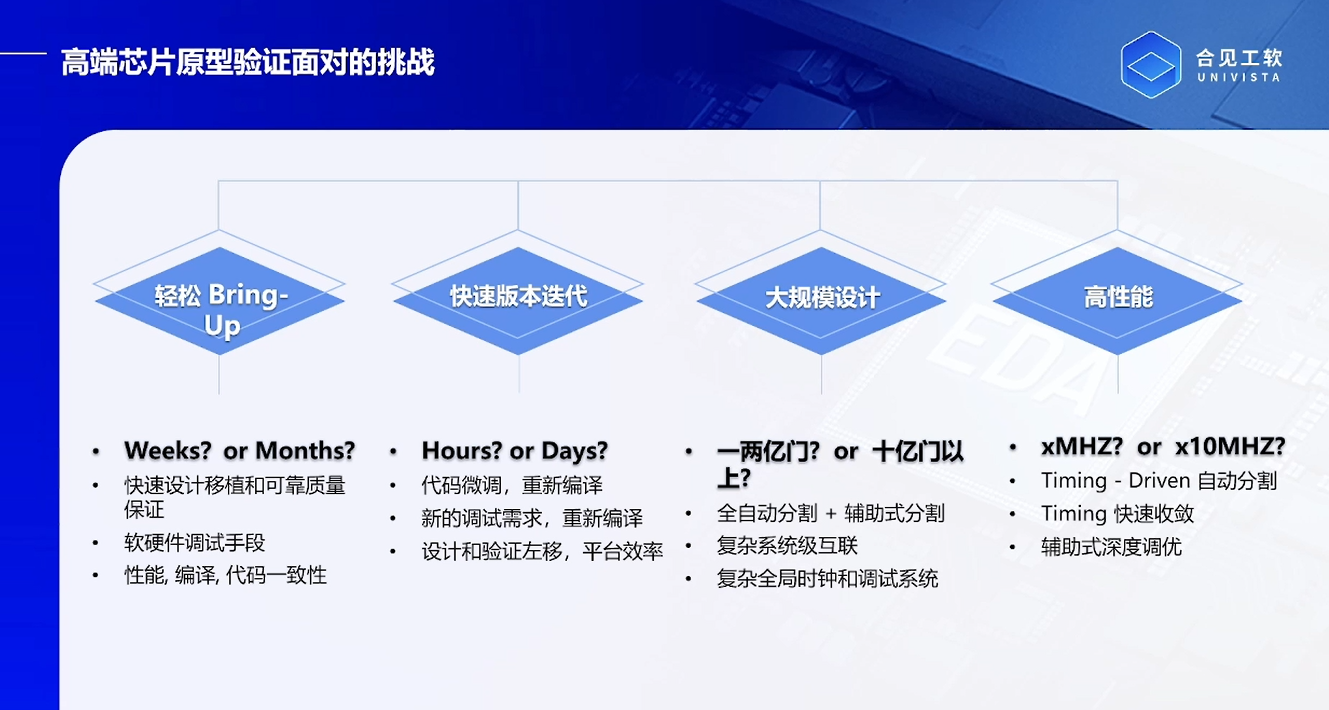 高端芯片原型验证面对的挑战
合见工软
UNIVISTA
轻松 Bring-
Up
快速版本迭代
大规模设计
高性能
• Weeks? or Months?
• 快速设计移植和可靠质量
保证
• 软硬件调试手段
• 性能, 编译, 代码一致性
• Hours? or Days?
• 代码微调，重新编译
• 新的调试需求，重新编译
• 设计和验证左移，平台效率
• 一两亿门？or 十亿门以
上？
• 全自动分割 + 辅助式分割
• 复杂系统级互联
• 复杂全局时钟和调试系统
• xMHZ? or x10MHZ?
• Timing - Driven 自动分割
• Timing 快速收敛
• 辅助式深度调优
EDA